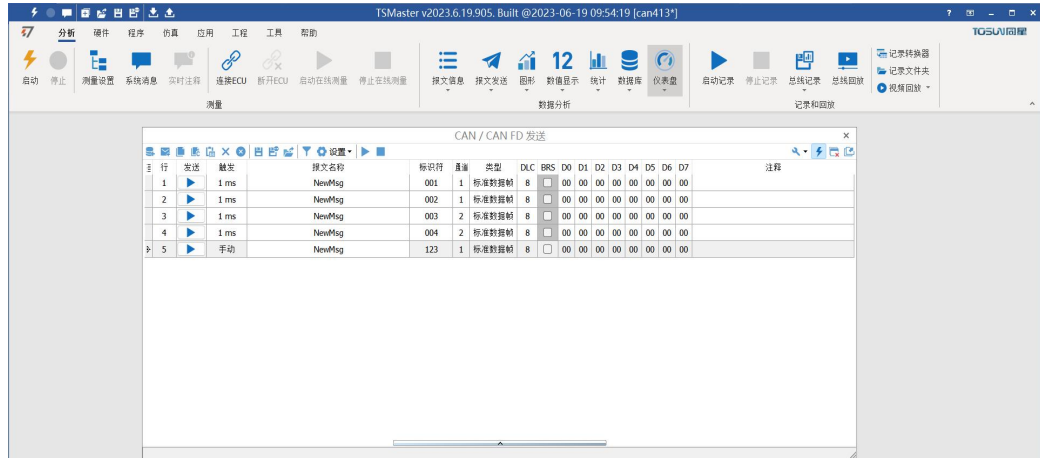 TSMaster v2023.6.19.905. Built @2023-06-19 09:54:19 [can413*]
分析 硬件 程序 仿真 应用 工程 工具 帮助 TOSUN同星
启动 停止 测量设置 系统消息 实时注释 连接ECU 断开ECU 启动在线测量 停止在线测量 报文信息 报文发送 图形 12 数值显示 统计 数据库 仪表盘 启动记录 停止记录 总线记录 总线回放
记录转换器
记录文件夹
视频回放
测量 数据分析 记录和回放
CAN / CAN FD 发送
设置
行 发送 触发 报文名称 标识符 通道 类型 DLC BRS D0 D1 D2 D3 D4 D5 D6 D7 注释
1 1 ms NewMsg 001 1 标准数据帧 8 00 00 00 00 00 00 00 00
2 1 ms NewMsg 002 1 标准数据帧 8 00 00 00 00 00 00 00 00
3 1 ms NewMsg 003 2 标准数据帧 8 00 00 00 00 00 00 00 00
4 1 ms NewMsg 004 2 标准数据帧 8 00 00 00 00 00 00 00 00
5 手动 NewMsg 123 1 标准数据帧 8 00 00 00 00 00 00 00 00